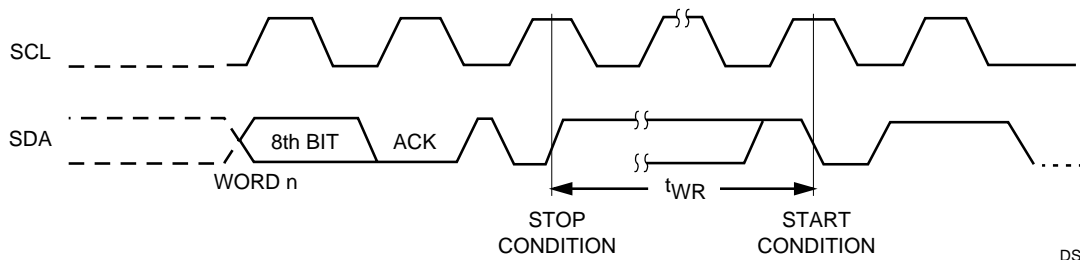 SCL
SDA
8th BIT
ACK
WORD n
tWR
STOP
CONDITION
START
CONDITION
DS